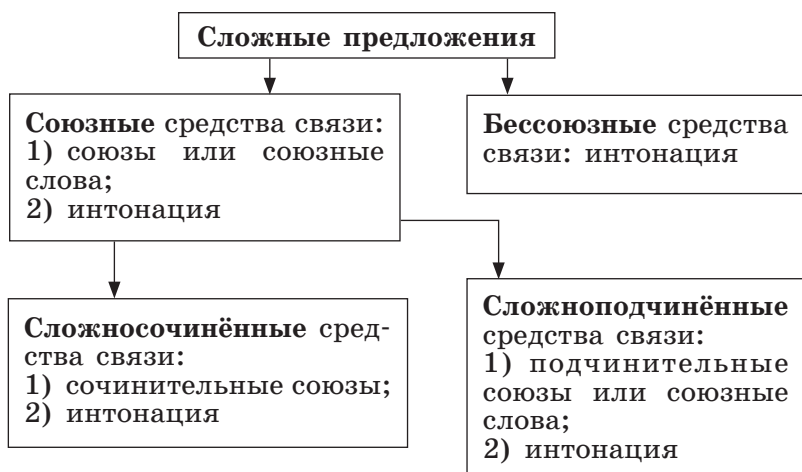 Сложные предложения
Союзные средства связи:
1) союзы или союзные
слова;
2) интонация
Бессоюзные средства
связи: интонация
Сложносочинённые сред-
ства связи:
1) сочинительные союзы;
2) интонация
Сложноподчинённые
средства связи:
1) подчинительные
союзы или союзные
слова;
2) интонация